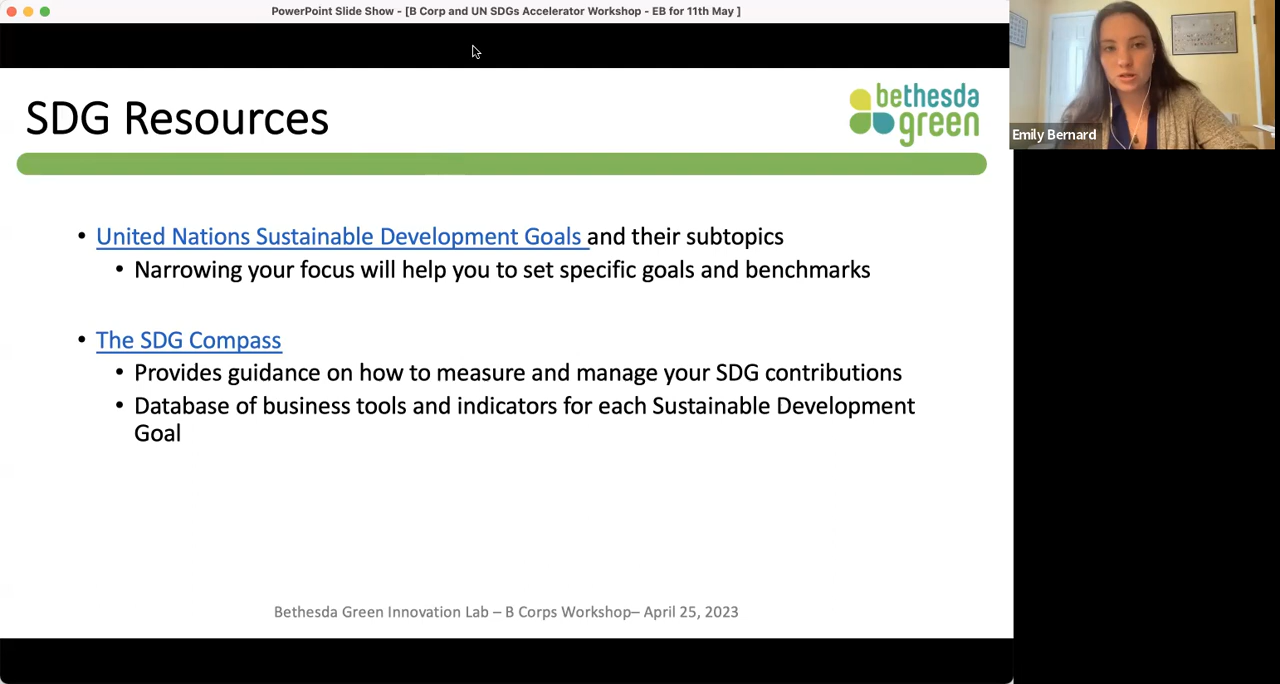 PowerPoint Slide Show - [B Corp and UN SDGs Accelerator Workshop - EB for 11th May ]
SDG Resources
bethesda
green
Emily Bernard
• United Nations Sustainable Development Goals and their subtopics
• Narrowing your focus will help you to set specific goals and benchmarks
• The SDG Compass
• Provides guidance on how to measure and manage your SDG contributions
• Database of business tools and indicators for each Sustainable Development
Goal
Bethesda Green Innovation Lab – B Corps Workshop– April 25, 2023